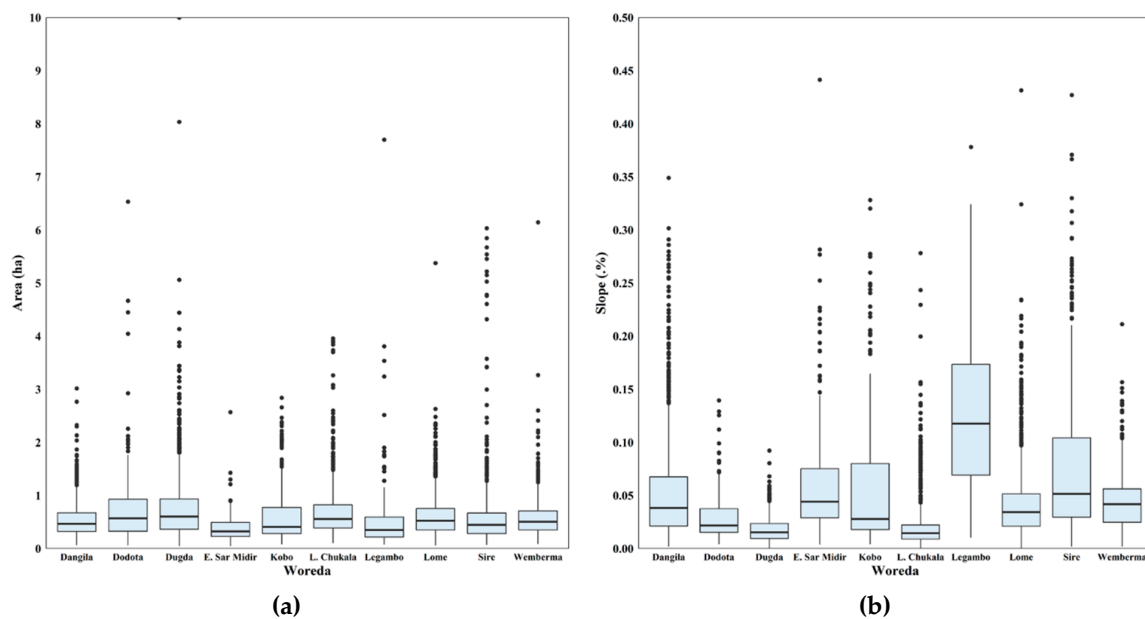 10
9
8
7
6
5
4
3
2
1
0
Area (ha)
Dangila Dodota Dugda E. Sar Midir Kobo L. Chukala Legambo Lome Sire Wemberma
Woreda
(a)
0.50
0.45
0.40
0.35
0.30
0.25
0.20
0.15
0.10
0.05
0.00
Slope (.%)
Dangila Dodota Dugda E. Sar Midir Kobo L. Chukala Legambo Lome Sire Wemberma
Woreda
(b)